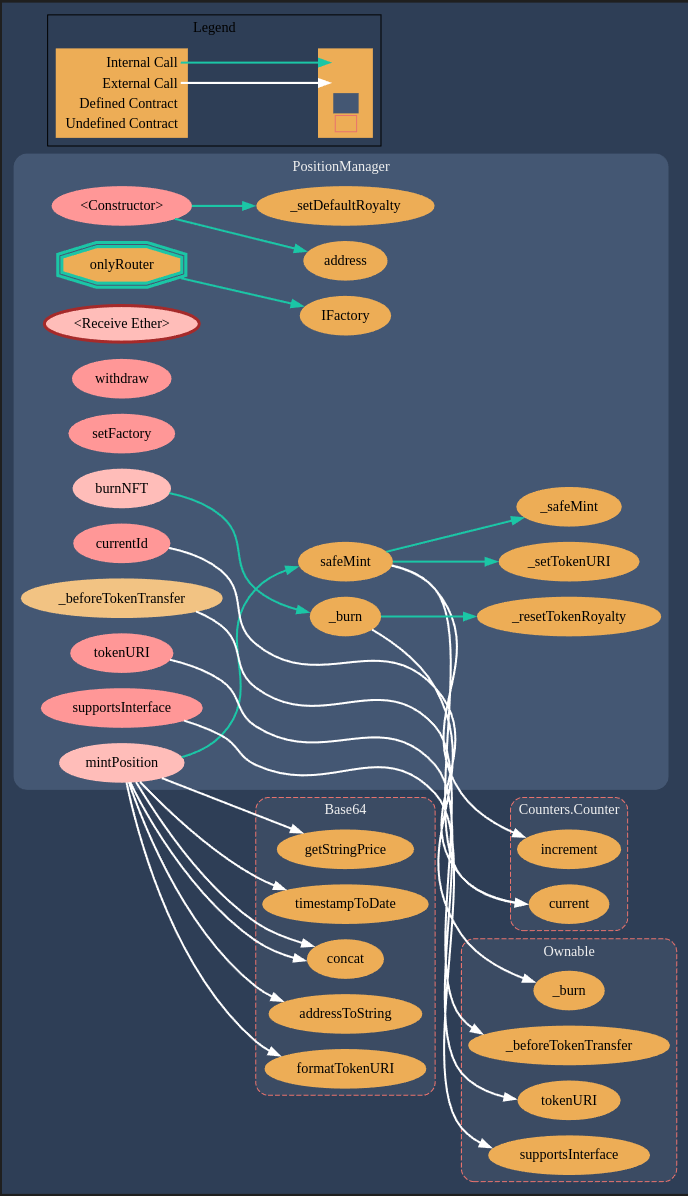 Legend
Internal Call
External Call
Defined Contract
Undefined Contract
PositionManager
<Constructor>
_setDefaultRoyalty
onlyRouter
address
<Receive Ether>
IFactory
withdraw
setFactory
burnNFT
_safeMint
currentId
safeMint
_setTokenURI
_beforeTokenTransfer
_burn
_resetTokenRoyalty
tokenURI
supportsInterface
mintPosition
Base64
getStringPrice
timestampToDate
concat
addressToString
formatTokenURI
Counters.Counter
increment
current
Ownable
_burn
_beforeTokenTransfer
tokenURI
supportsInterface